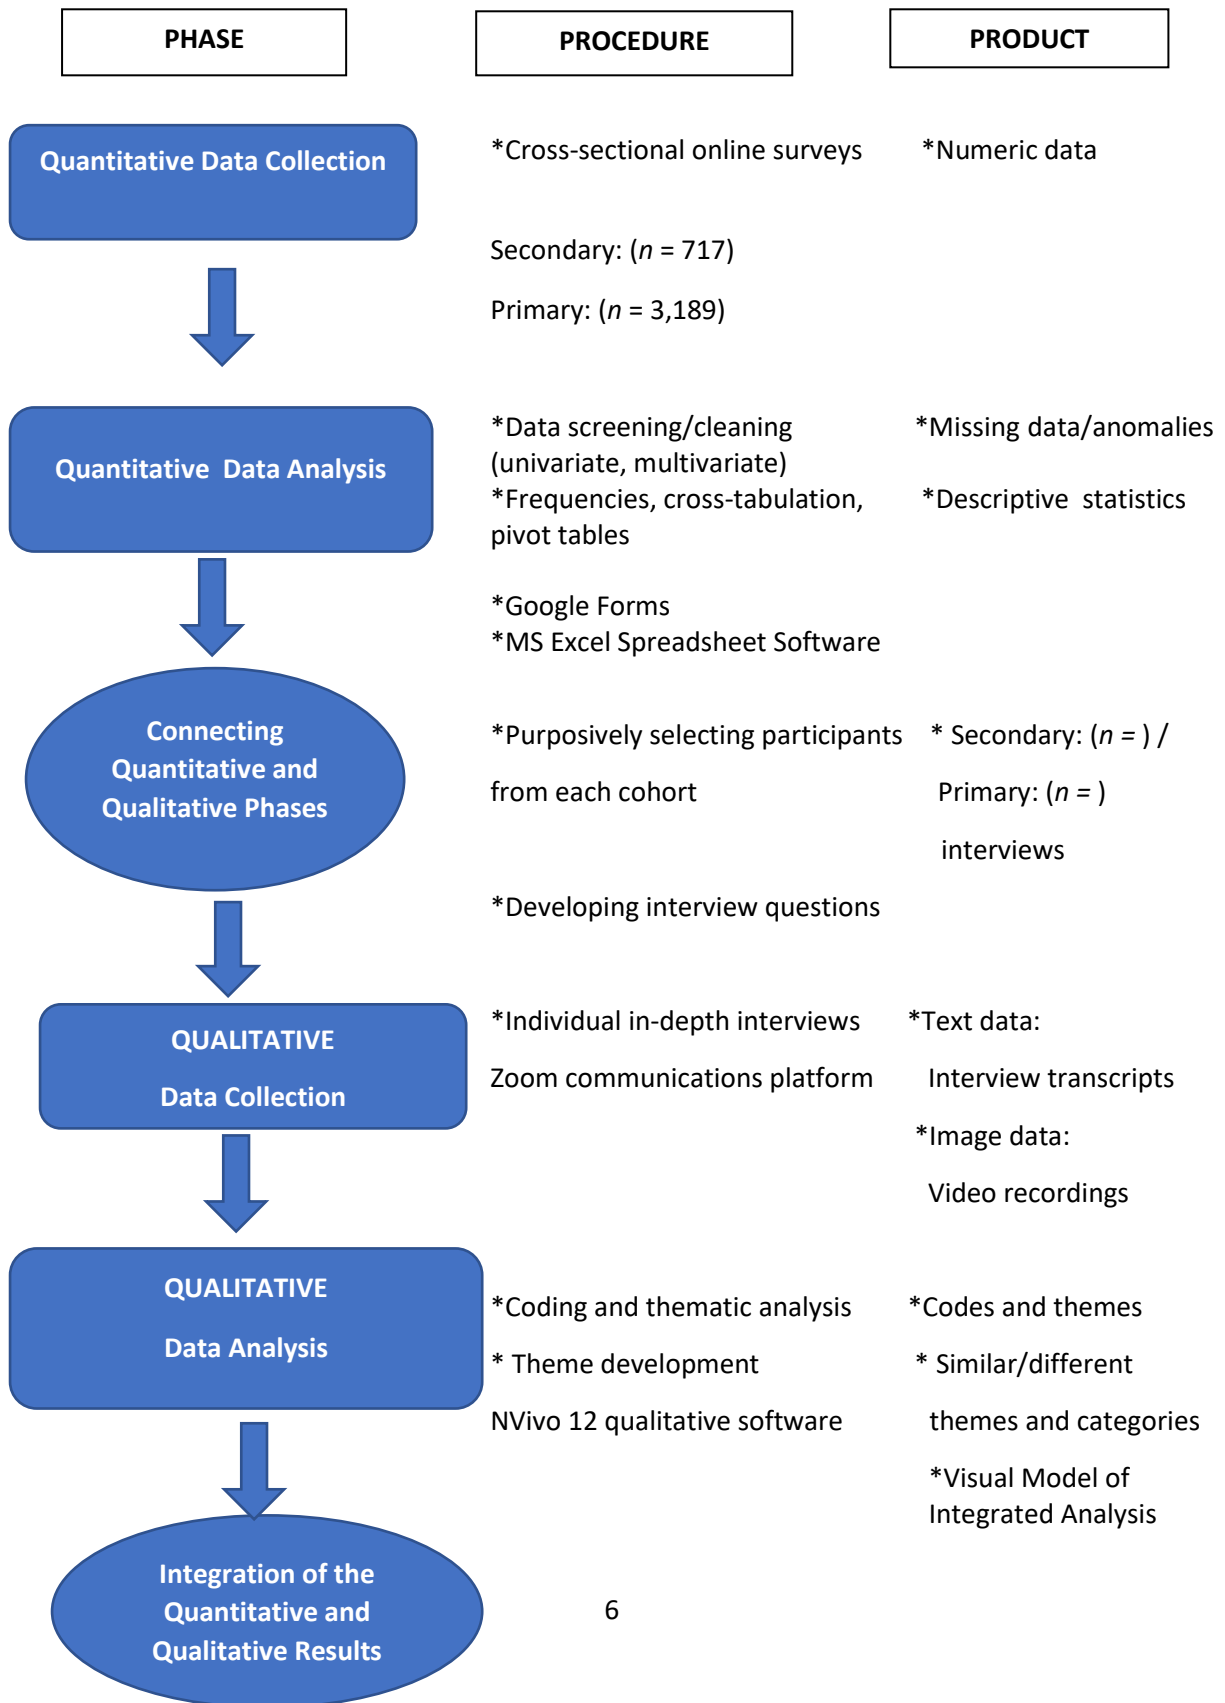 PHASE
PROCEDURE
PRODUCT
Quantitative Data Collection
*Cross-sectional online surveys
*Numeric data
Secondary: (n = 717)
Primary: (n = 3,189)
Quantitative  Data Analysis
*Data screening/cleaning
(univariate, multivariate)
*Frequencies, cross-tabulation,
pivot tables
*Missing data/anomalies
*Descriptive  statistics
*Google Forms
*MS Excel Spreadsheet Software
Connecting
Quantitative and
Qualitative Phases
*Purposively selecting participants
from each cohort
* Secondary: (n = ) /
Primary: (n = )
interviews
*Developing interview questions
QUALITATIVE
Data Collection
*Individual in-depth interviews
Zoom communications platform
*Text data:
Interview transcripts
*Image data:
Video recordings
QUALITATIVE
Data Analysis
*Coding and thematic analysis
* Theme development
NVivo 12 qualitative software
*Codes and themes
* Similar/different
themes and categories
*Visual Model of
Integrated Analysis
Integration of the
Quantitative and
Qualitative Results
6